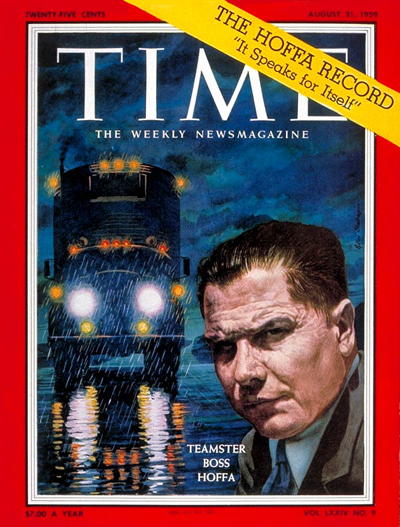 TWENTY-FIVE CENTS
AUGUST 31, 1959
THE HOFFA RECORD
"It Speaks for Itself"
TIME
THE WEEKLY NEWSMAGAZINE
TEAMSTER
BOSS
HOFFA
$7.00 A YEAR
VOL. LXXIV NO. 9